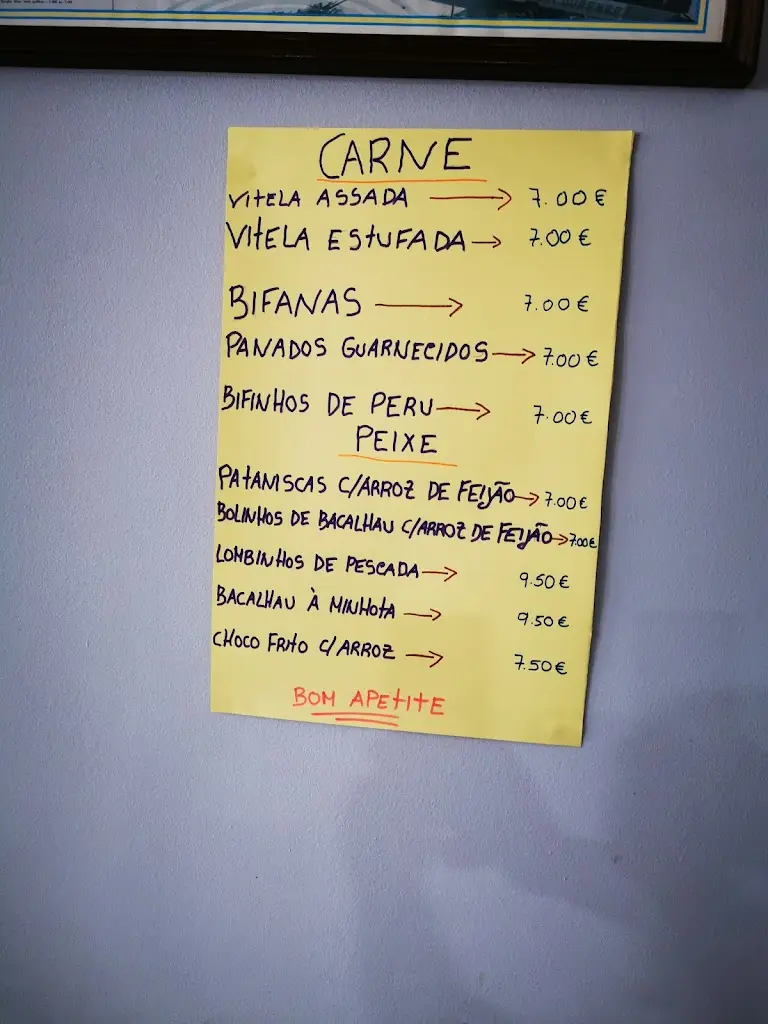 CARNE
VITELA ASSADA → 7.00 €
VITELA ESTUFADA → 7.00 €
BIFANAS → 7.00 €
PANADOS GUARNECIDOS → 7.00 €
BIFINHOS DE PERU → 7.00 €
PEIXE
PATANISCAS C/ARROZ DE FEIJÃO → 7.00 €
BOLINHOS DE BACALHAU C/ARROZ DE FEIJÃO → 7.00 €
LOMBINHOS DE PESCADA → 9.50 €
BACALHAU À MINHOTA → 9.50 €
CHOCO FRITO C/ARROZ → 7.50 €
BOM APETITE